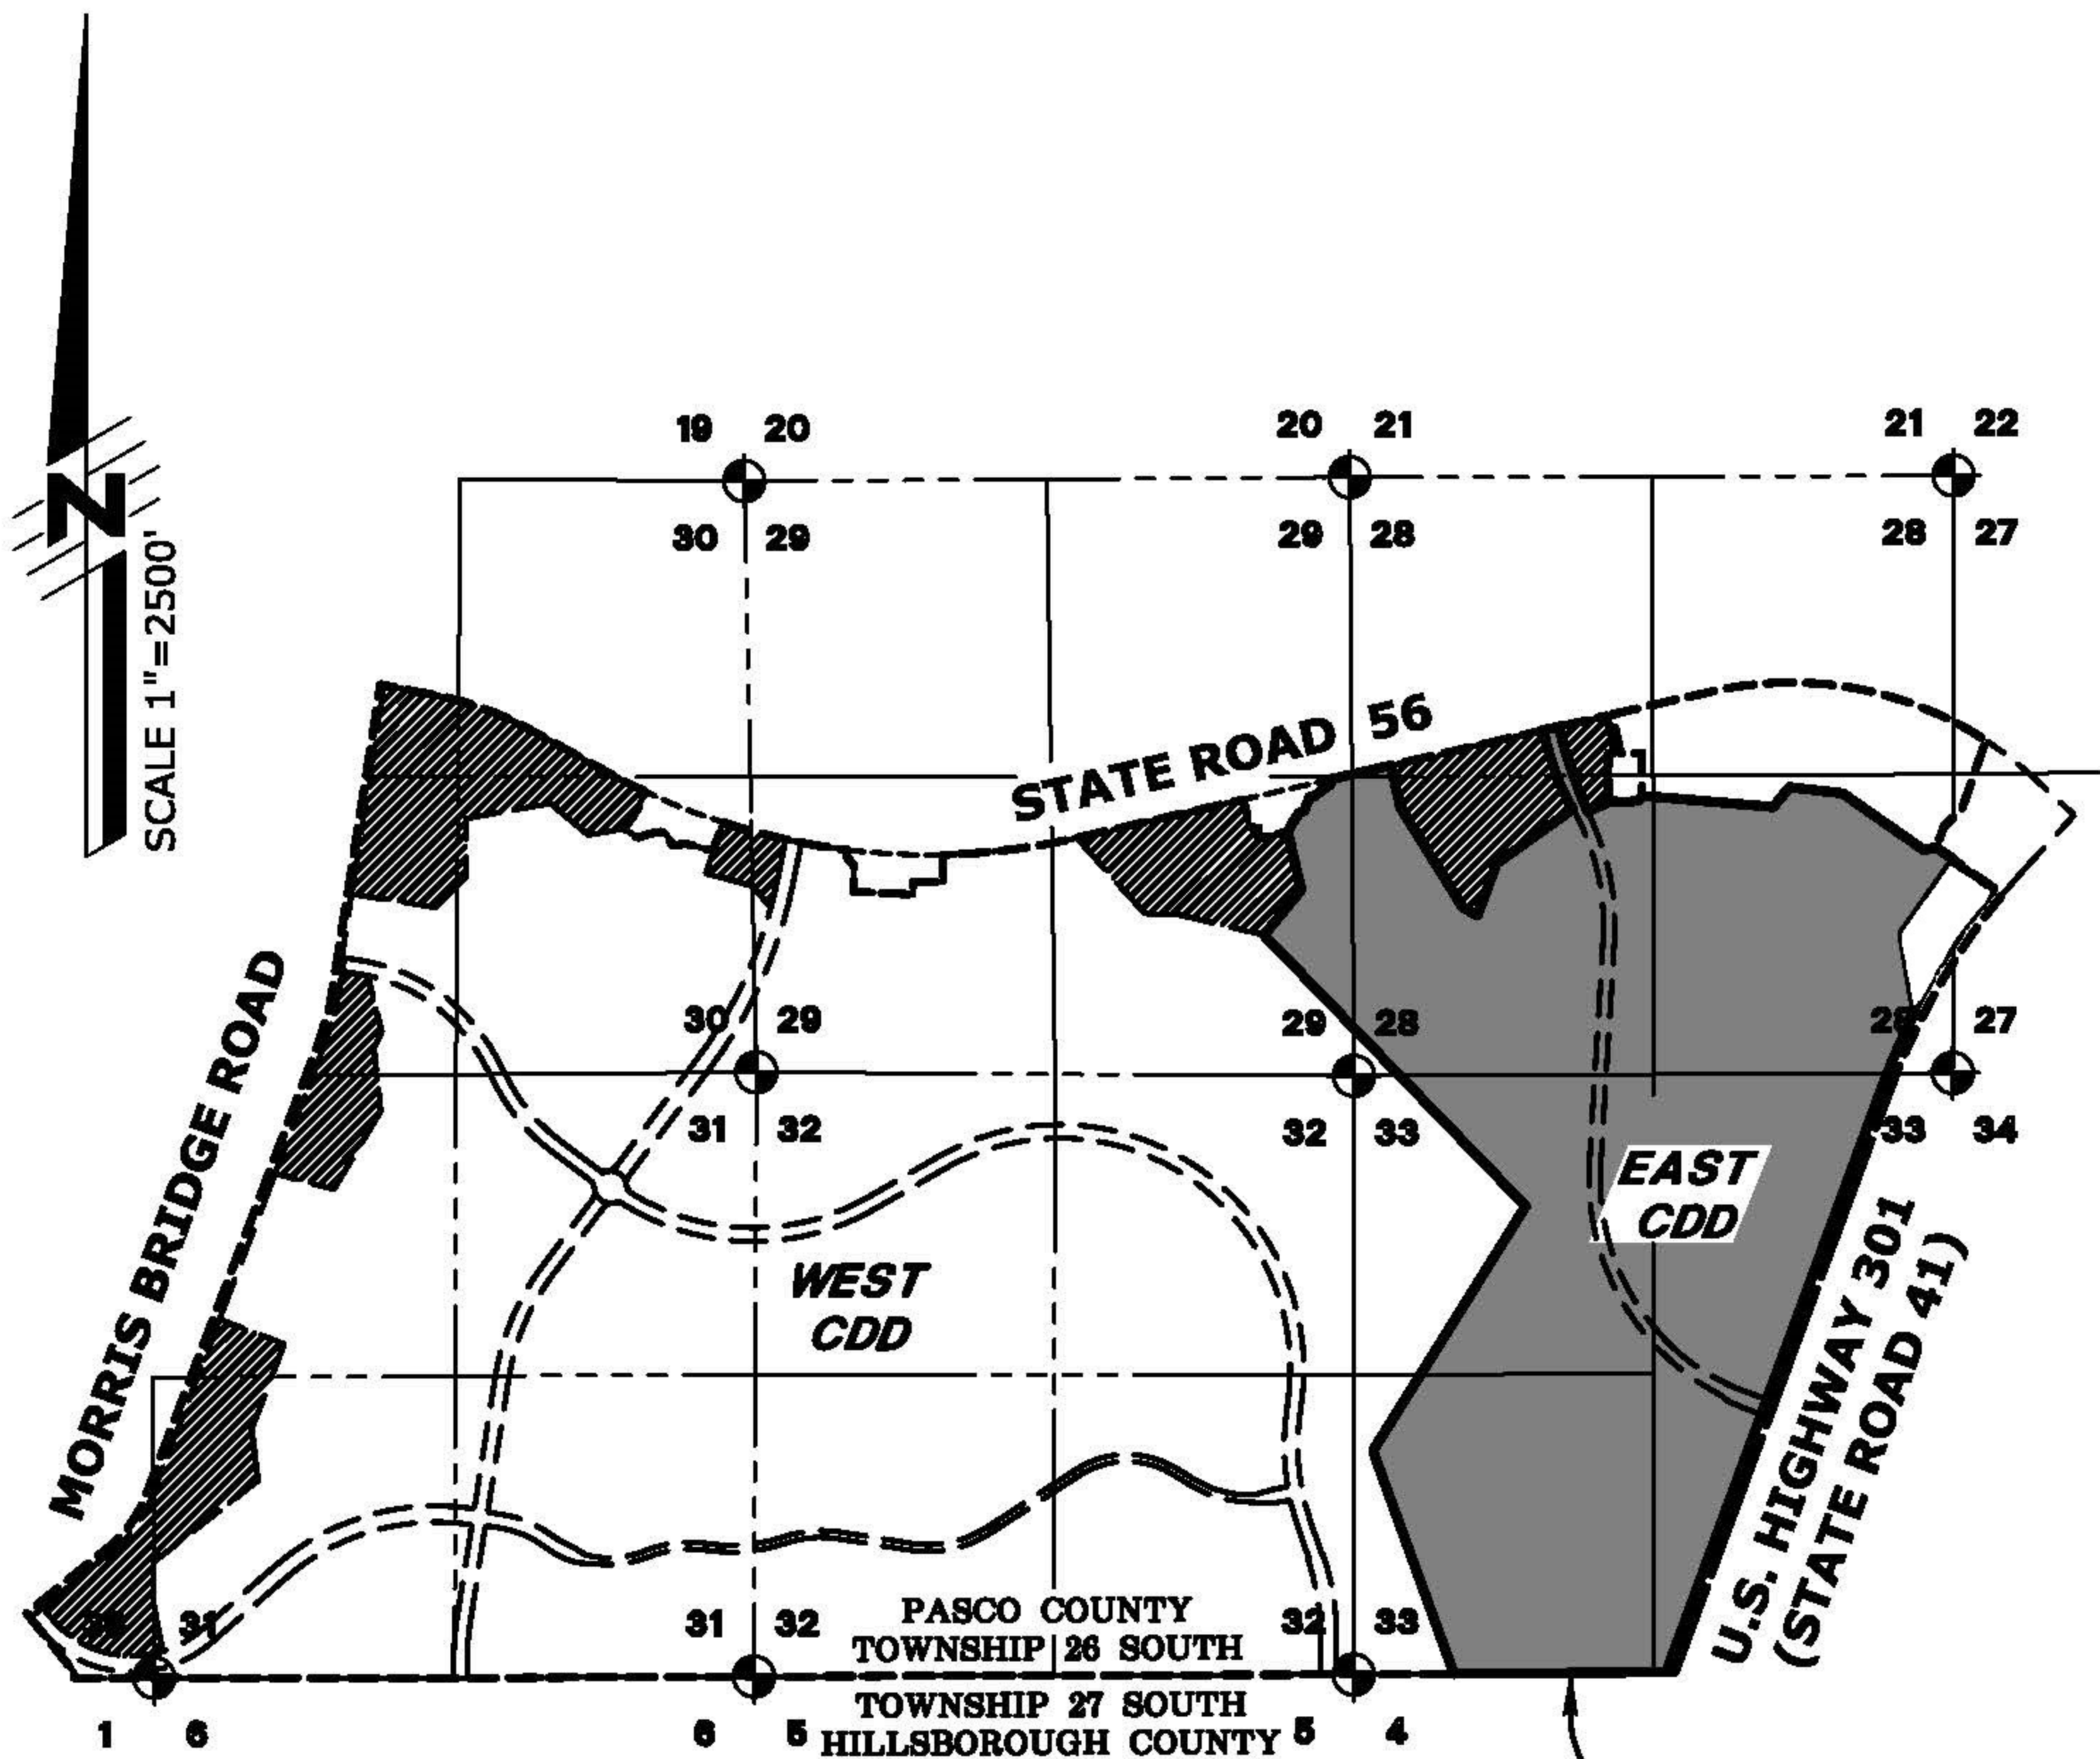 N
SCALE 1"=2500'
19 20
20 21
21 22
30 29
29 28
28 27
STATE ROAD 56
MORRIS BRIDGE ROAD
30 29
29 28
28 27
31 32
32 33
33 34
EAST
CDD
WEST
CDD
U.S. HIGHWAY 301
(STATE ROAD 41)
31
31 32
32 33
PASCO COUNTY
TOWNSHIP 26 SOUTH
TOWNSHIP 27 SOUTH
HILLSBOROUGH COUNTY
1 6
6 5
5 4